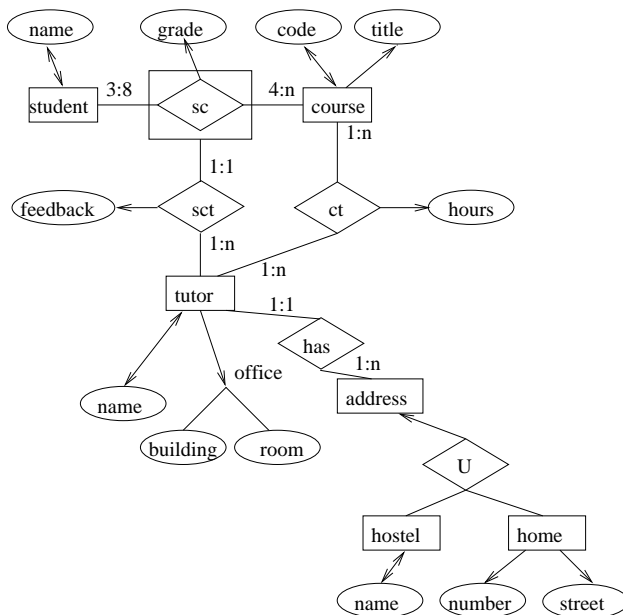 name
grade
code
title
student
3:8
sc
4:n
course
1:1
1:n
feedback
sct
ct
hours
1:n
1:n
tutor
1:1
has
1:n
office
name
address
building
room
U
hostel
home
name
number
street